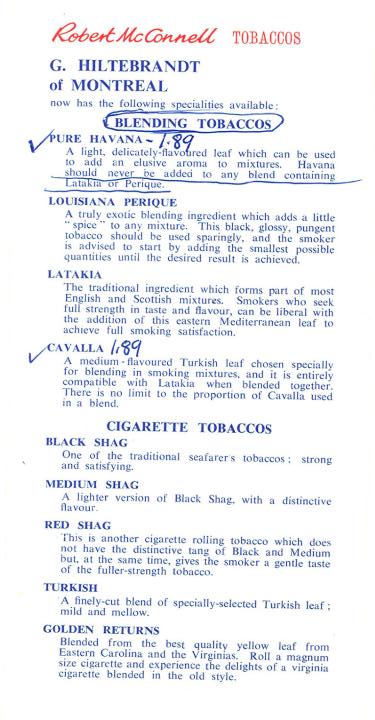 Robert McConnell TOBACCOS
G. HILTEBRANDT
of MONTREAL
now has the following specialities available:
BLENDING TOBACCOS
PURE HAVANA - 1.89
A light, delicately-flavoured leaf which can be used
to add an elusive aroma to mixtures. Havana
should never be added to any blend containing
Latakia or Perique.
LOUISIANA PERIQUE
A truly exotic blending ingredient which adds a little
"spice" to any mixture. This black, glossy, pungent
tobacco should be used sparingly, and the smoker
is advised to start by adding the smallest possible
quantities until the desired result is achieved.
LATAKIA
The traditional ingredient which forms part of most
English and Scottish mixtures. Smokers who seek
full strength in taste and flavour, can be liberal with
the addition of this eastern Mediterranean leaf to
achieve full smoking satisfaction.
CAVALLA 1.89
A medium-flavoured Turkish leaf chosen specially
for blending in smoking mixtures, and it is entirely
compatible with Latakia when blended together.
There is no limit to the proportion of Cavalla used
in a blend.
CIGARETTE TOBACCOS
BLACK SHAG
One of the traditional seafarer's tobaccos; strong
and satisfying.
MEDIUM SHAG
A lighter version of Black Shag, with a distinctive
flavour.
RED SHAG
This is another cigarette rolling tobacco which does
not have the distinctive tang of Black and Medium
but, at the same time, gives the smoker a gentle taste
of the fuller-strength tobacco.
TURKISH
A finely-cut blend of specially-selected Turkish leaf;
mild and mellow.
GOLDEN RETURNS
Blended from the best quality yellow leaf from
Eastern Carolina and the Virginias. Roll a magnum
size cigarette and experience the delights of a virginia
cigarette blended in the old style.